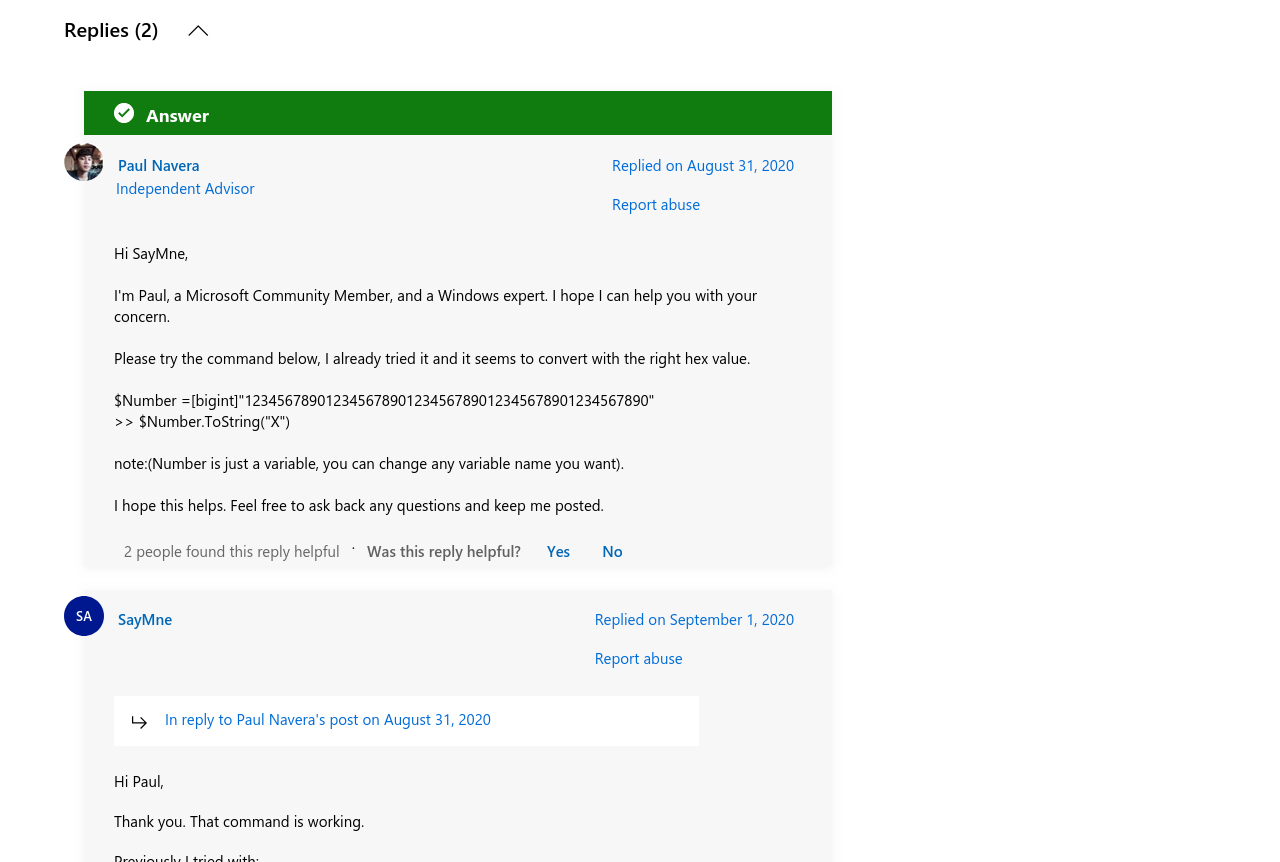 Replies (2)
Answer
Paul Navera
Replied on August 31, 2020
Independent Advisor
Report abuse
Hi SayMne,
I'm Paul, a Microsoft Community Member, and a Windows expert. I hope I can help you with your
concern.
Please try the command below, I already tried it and it seems to convert with the right hex value.
$Number =[bigint]"12345678901234567890123456789012345678901234567890"
>> $Number.ToString("X")
note:(Number is just a variable, you can change any variable name you want).
I hope this helps. Feel free to ask back any questions and keep me posted.
2 people found this reply helpful · Was this reply helpful? Yes No
SA
SayMne
Replied on September 1, 2020
Report abuse
In reply to Paul Navera's post on August 31, 2020
Hi Paul,
Thank you. That command is working.
Previously I tried with: